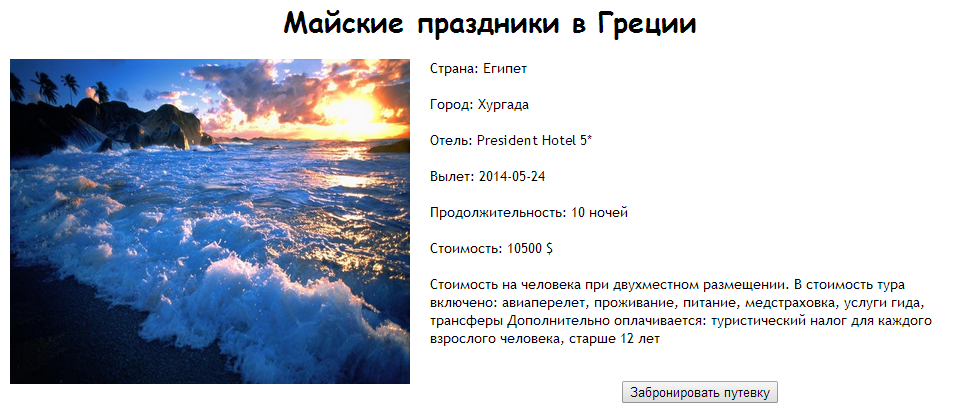 Майские праздники в Греции
Страна: Египет
Город: Хургада
Отель: President Hotel 5*
Вылет: 2014-05-24
Продолжительность: 10 ночей
Стоимость: 10500 $
Стоимость на человека при двухместном размещении. В стоимость тура
включено: авиаперелет, проживание, питание, медстраховка, услуги гида,
трансферы Дополнительно оплачивается: туристический налог для каждого
взрослого человека, старше 12 лет
Забронировать путевку